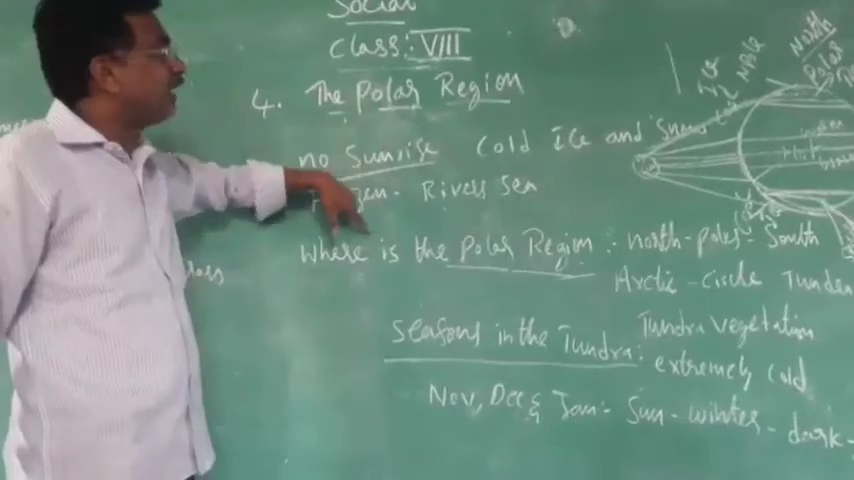 Social
Class: VIII
4. The Polar Region
no Sunrise Cold Ice and Snow
Rivers Sea
Where is the Polar Region : north-poles- South
Arctic-circle Tundra
Seasons in the Tundra: Tundra vegetation
extremely cold
Nov, Dec & Jan- Sun-winter-dark-
North
Polar